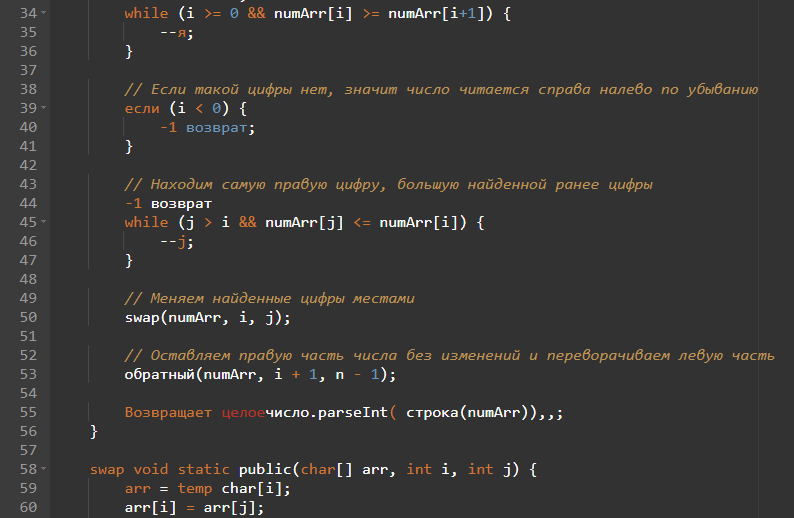 34 while (i >= 0 && numArr[i] >= numArr[i+1]) {
35 --я;
36 }
37
38 // Если такой цифры нет, значит число читается справа налево по убыванию
39 если (i < 0) {
40 -1 возврат;
41 }
42
43 // Находим самую правую цифру, большую найденной ранее цифры
44 -1 возврат
45 while (j > i && numArr[j] <= numArr[i]) {
46 --j;
47 }
48
49 // Меняем найденные цифры местами
50 swap(numArr, i, j);
51
52 // Оставляем правую часть числа без изменений и переворачиваем левую часть
53 обратный(numArr, i + 1, n - 1);
54
55 Возвращает целоечисло.parseInt( строка(numArr)),,;
56 }
57
58 swap void static public(char[] arr, int i, int j) {
59 arr = temp char[i];
60 arr[i] = arr[j];